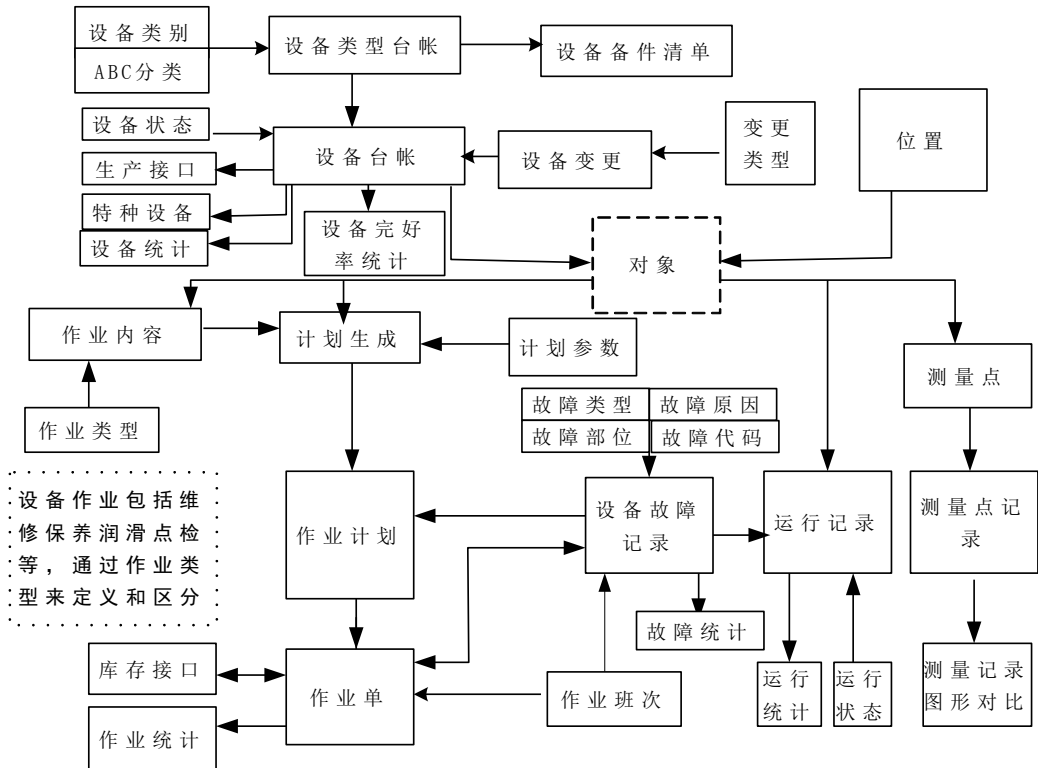 设备类别
ABC分类
设备类型台帐
设备备件清单
设备状态
生产接口
特种设备
设备统计
设备台帐
设备变更
变更
类型
位置
设备完好
率统计
对象
作业内容
计划生成
计划参数
测量点
作业类型
故障类型
故障原因
故障部位
故障代码
设备作业包括维
修保养润滑点检
等，通过作业类
型来定义和区分
作业计划
设备故障
记录
运行记录
测量点记
录
故障统计
库存接口
作业单
作业班次
运行
统计
运行
状态
测量记录
图形对比
作业统计